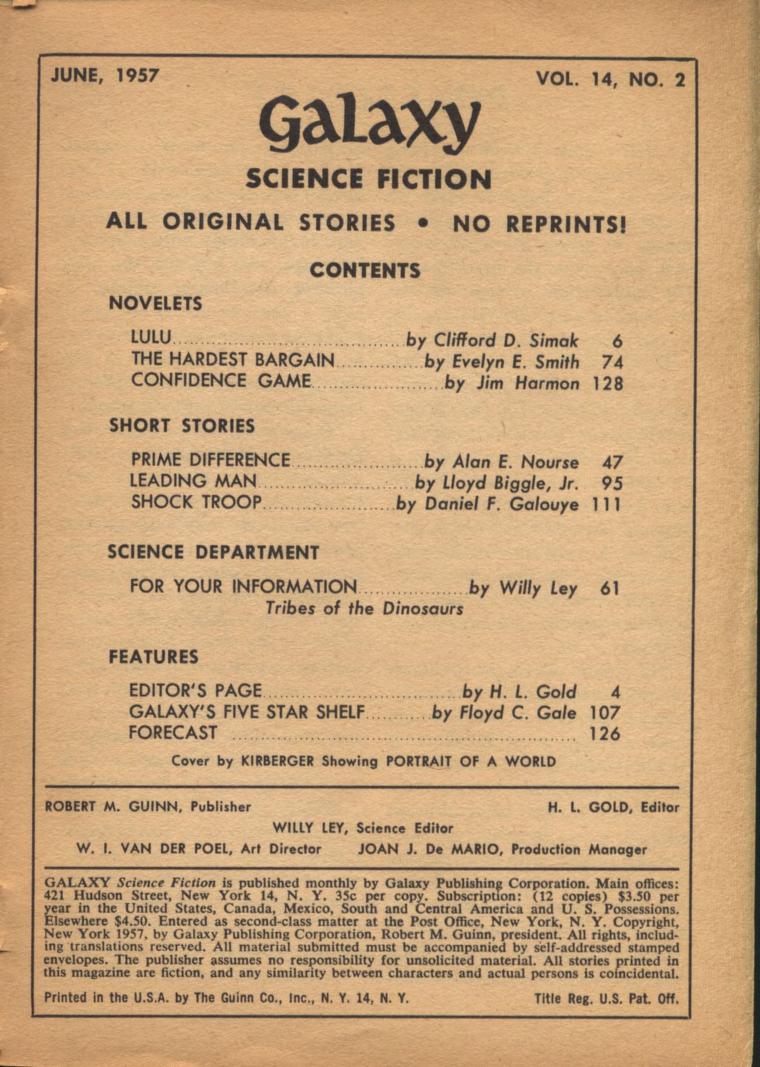 JUNE, 1957 VOL. 14, NO. 2
Galaxy
SCIENCE FICTION
ALL ORIGINAL STORIES • NO REPRINTS!
CONTENTS
NOVELETS
LULU by Clifford D. Simak 6
THE HARDEST BARGAIN by Evelyn E. Smith 74
CONFIDENCE GAME by Jim Harmon 128
SHORT STORIES
PRIME DIFFERENCE by Alan E. Nourse 47
LEADING MAN by Lloyd Biggle, Jr. 95
SHOCK TROOP by Daniel F. Galouye 111
SCIENCE DEPARTMENT
FOR YOUR INFORMATION by Willy Ley 61
Tribes of the Dinosaurs
FEATURES
EDITOR'S PAGE by H. L. Gold 4
GALAXY'S FIVE STAR SHELF by Floyd C. Gale 107
FORECAST 126
Cover by KIRBERGER Showing PORTRAIT OF A WORLD
ROBERT M. GUINN, Publisher H. L. GOLD, Editor
WILLY LEY, Science Editor
W. I. VAN DER POEL, Art Director JOAN J. De MARIO, Production Manager
GALAXY Science Fiction is published monthly by Galaxy Publishing Corporation. Main offices:
421 Hudson Street, New York 14, N. Y. 35c per copy. Subscription: (12 copies) $3.50 per
year in the United States, Canada, Mexico, South and Central America and U. S. Possessions.
Elsewhere $4.50. Entered as second-class matter at the Post Office, New York, N. Y. Copyright,
New York 1957, by Galaxy Publishing Corporation, Robert M. Guinn, president. All rights, includ-
ing translations reserved. All material submitted must be accompanied by self-addressed stamped
envelopes. The publisher assumes no responsibility for unsolicited material. All stories printed in
this magazine are fiction, and any similarity between characters and actual persons is coincidental.
Printed in the U.S.A. by The Guinn Co., Inc., N. Y. 14, N. Y. Title Reg. U.S. Pat. Off.